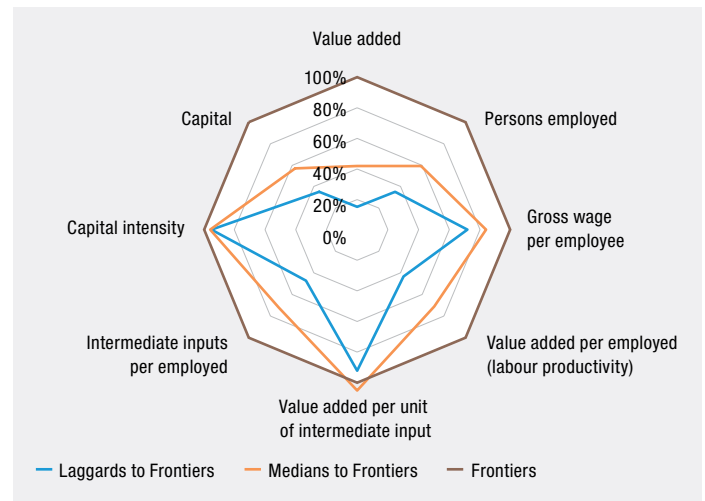 Value added
100%
80%
60%
40%
20%
0%
Persons employed
Gross wage
per employee
Value added per employed
(labour productivity)
Value added per unit
of intermediate input
Intermediate inputs
per employed
Capital intensity
Capital
Laggards to Frontiers
Medians to Frontiers
Frontiers